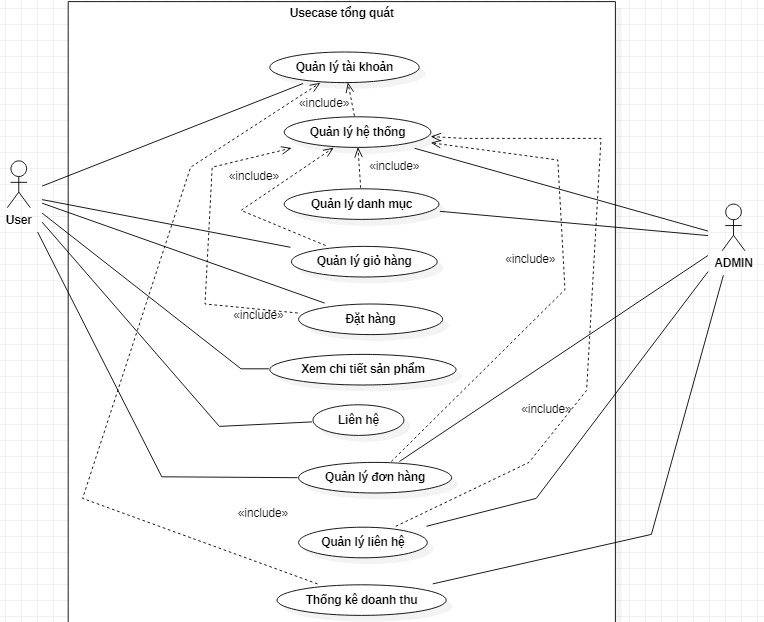 Usecase tổng quát
Quản lý tài khoản
«include»
Quản lý hệ thống
«include»
«include»
Quản lý danh mục
User
ADMIN
Quản lý giỏ hàng
«include»
Đặt hàng
«include»
Xem chi tiết sản phẩm
Liên hệ
«include»
Quản lý đơn hàng
«include»
Quản lý liên hệ
Thống kê doanh thu